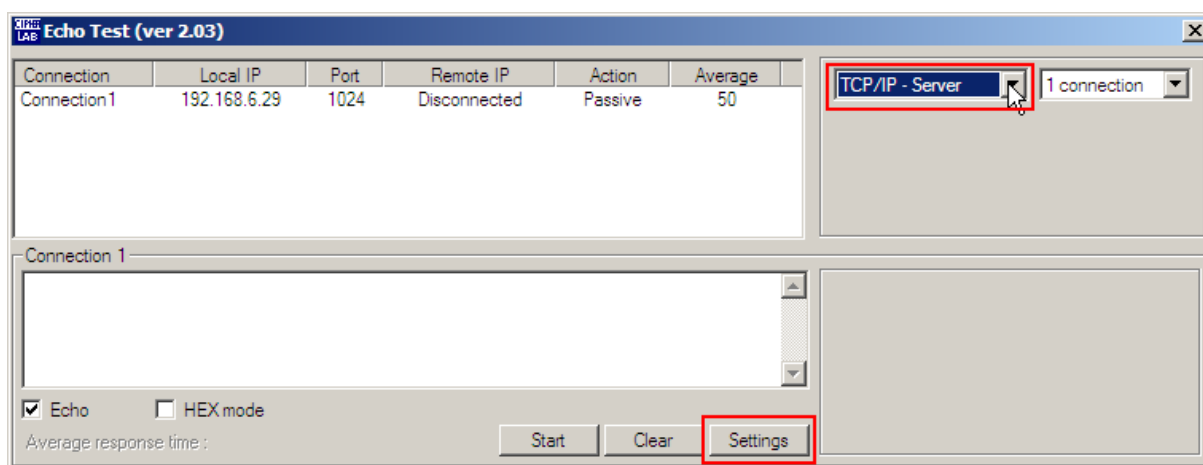 CIPHER LAB Echo Test (ver 2.03)
Connection Local IP Port Remote IP Action Average
Connection1 192.168.6.29 1024 Disconnected Passive 50
TCP/IP - Server 1 connection
Connection 1
Echo HEX mode
Average response time :
Start Clear Settings